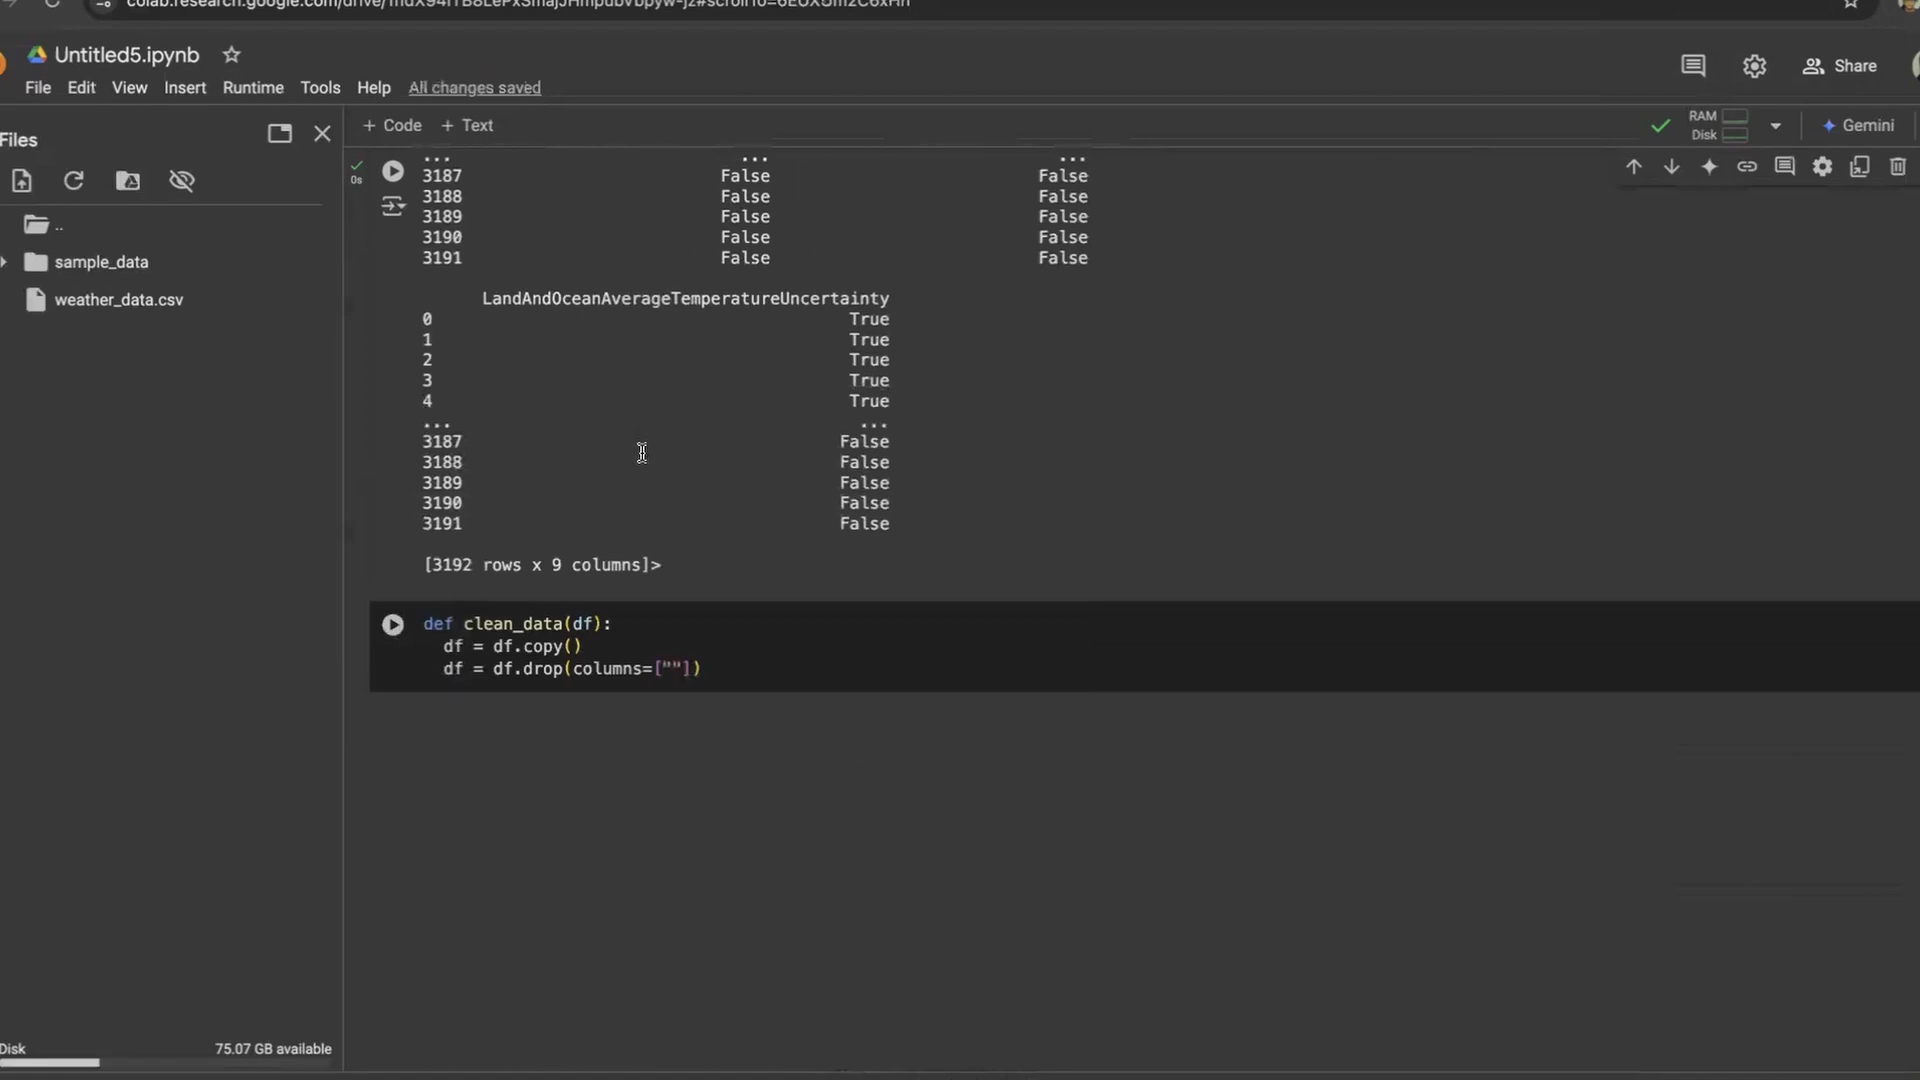 Untitled5.ipynb
File Edit View Insert Runtime Tools Help All changes saved
Share
Files
+ Code + Text
RAM
Disk
Gemini
..
sample_data
weather_data.csv
0s
... ... ...
3187 False False
3188 False False
3189 False False
3190 False False
3191 False False
LandAndOceanAverageTemperatureUncertainty
0 True
1 True
2 True
3 True
4 True
... ...
3187 False
3188 False
3189 False
3190 False
3191 False
[3192 rows x 9 columns]>
def clean_data(df):
df = df.copy()
df = df.drop(columns=[""])
Disk 75.07 GB available